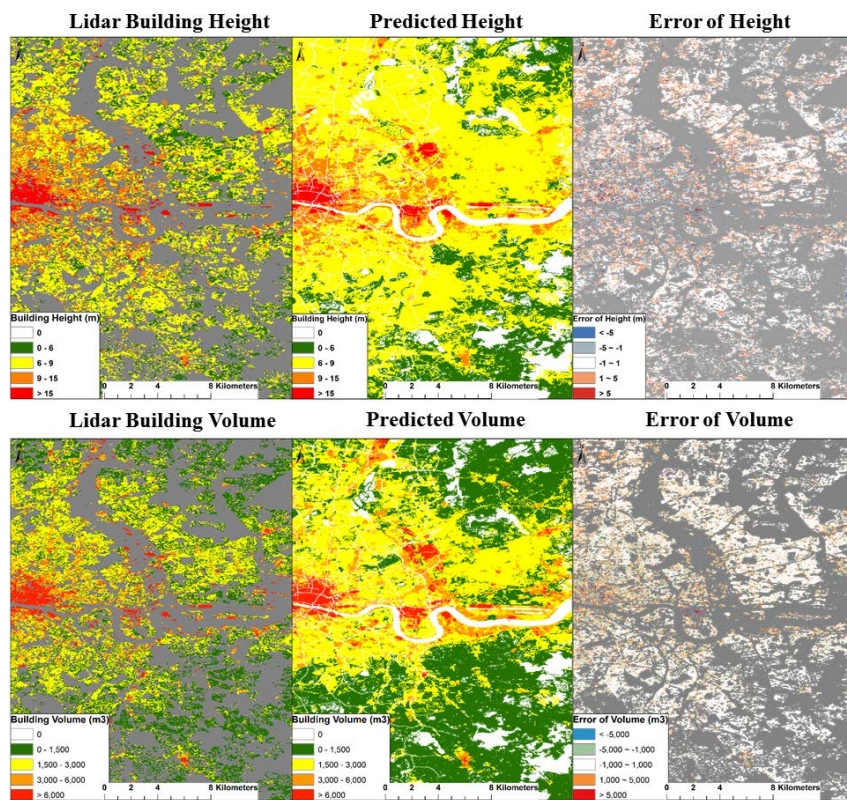 Lidar Building Height
Predicted Height
Error of Height
N
N
N
Building Height (m)
0
0 - 6
6 - 9
9 - 15
> 15
0 2 4 8 Kilometers
Building Height (m)
0
0 - 6
6 - 9
9 - 15
> 15
0 2 4 8 Kilometers
Error of Height (m)
< -5
-5 ~ -1
-1 ~ 1
1 ~ 5
> 5
0 2 4 8 Kilometers
Lidar Building Volume
Predicted Volume
Error of Volume
N
N
N
Building Volume (m3)
0
0 - 1,500
1,500 - 3,000
3,000 - 6,000
> 6,000
0 2 4 8 Kilometers
Building Volume (m3)
0
0 - 1,500
1,500 - 3,000
3,000 - 6,000
> 6,000
0 2 4 8 Kilometers
Error of Volume (m3)
< -5,000
-5,000 ~ -1,000
-1,000 ~ 1,000
1,000 ~ 5,000
> 5,000
0 2 4 8 Kilometers